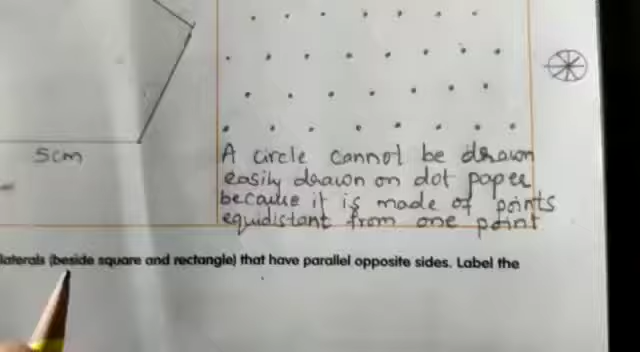 5cm
A circle cannot be drawn
easily drawn on dot paper
because it is made of points
equidistant from one point
laterals (beside square and rectangle) that have parallel opposite sides. Label the